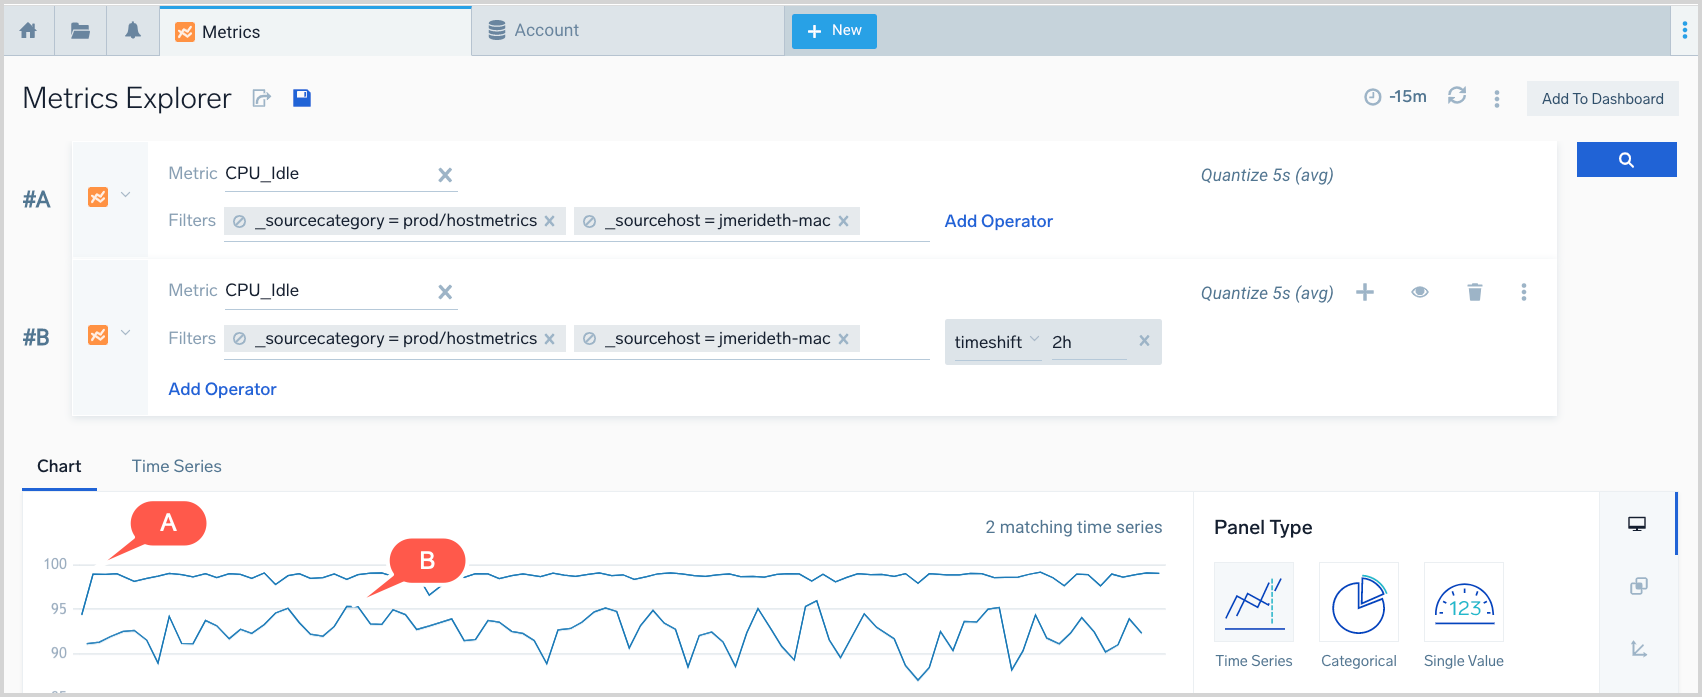 Metrics
Account
+ New
Metrics Explorer
-15m
Add To Dashboard
#A
Metric CPU_Idle
Quantize 5s (avg)
Filters _sourcecategory = prod/hostmetrics _sourcehost = jmerideth-mac Add Operator
#B
Metric CPU_Idle
Quantize 5s (avg)
Filters _sourcecategory = prod/hostmetrics _sourcehost = jmerideth-mac timeshift 2h
Add Operator
Chart Time Series
A
B
2 matching time series
100
95
90
Panel Type
123
Time Series Categorical Single Value